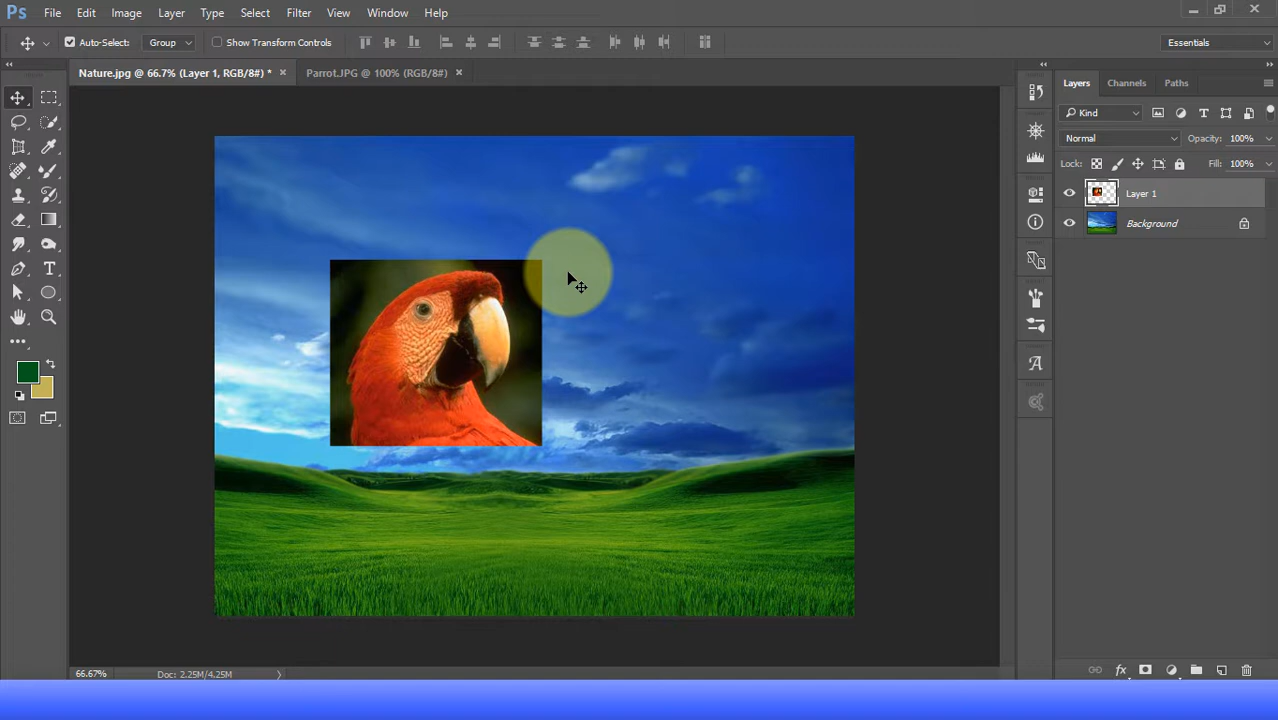 Ps File Edit Image Layer Type Select Filter View Window Help
Auto-Select: Group Show Transform Controls Essentials
Nature.jpg @ 66.7% (Layer 1, RGB/8#) * × Parrot.JPG @ 100% (RGB/8#) ×
Layers Channels Paths
Kind
Normal Opacity: 100%
Lock: Fill: 100%
Layer 1
Background
66.67% Doc: 2.25M/4.25M
fx